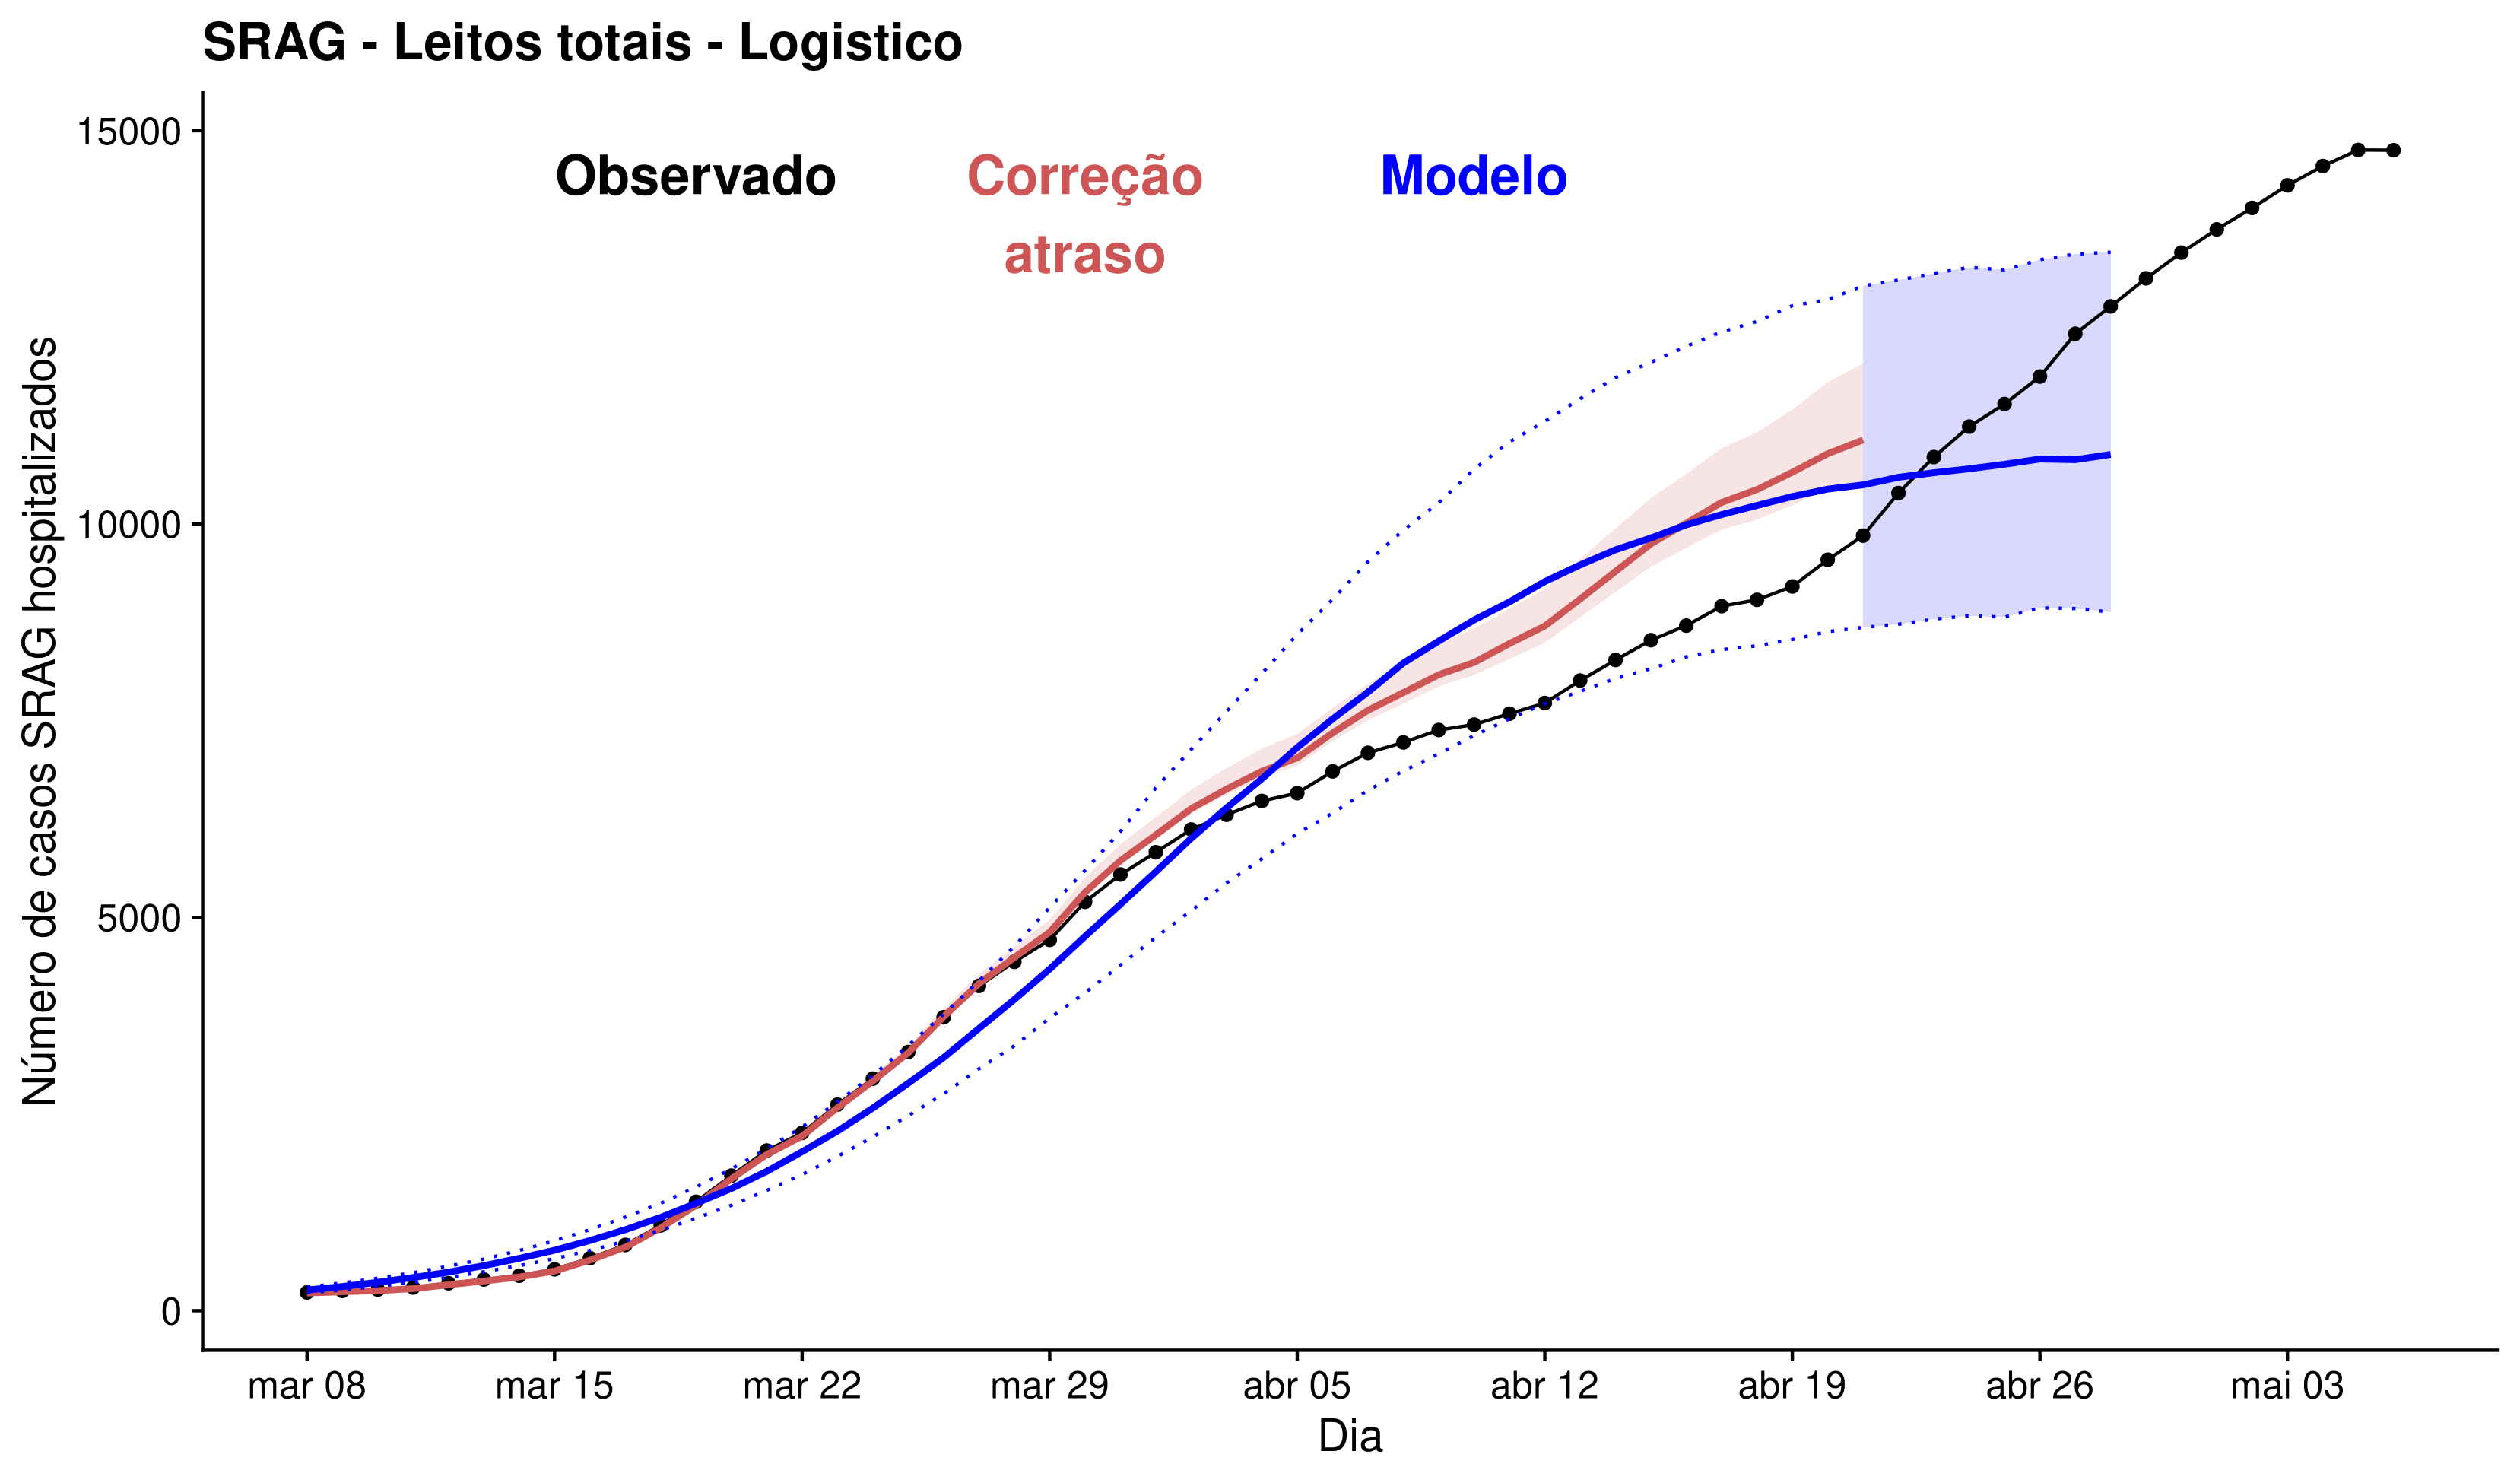 SRAG - Leitos totais - Logistico
Observado
Correção
atraso
Modelo
Número de casos SRAG hospitalizados
15000
10000
5000
0
mar 08
mar 15
mar 22
mar 29
abr 05
abr 12
abr 19
abr 26
mai 03
Dia